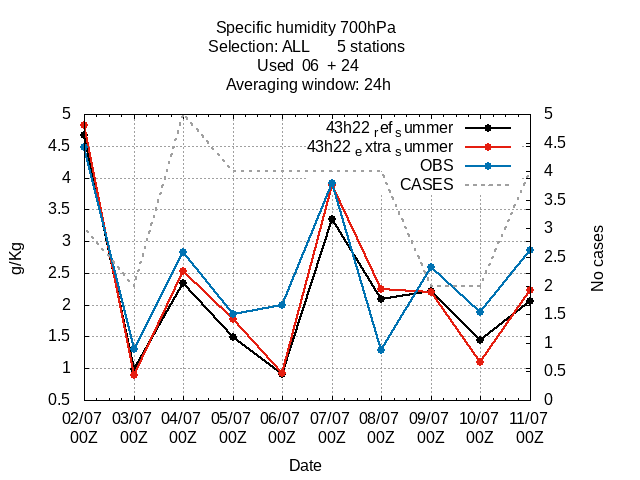 Specific humidity 700hPa
Selection: ALL 5 stations
Used 06 + 24
Averaging window: 24h
43h22 refsummer
43h22 extrasummer
OBS
CASES
5
4.5
4
3.5
3
2.5
2
1.5
1
0.5
g/Kg
5
4.5
4
3.5
3
2.5
2
1.5
1
0.5
0
No cases
02/07 03/07 04/07 05/07 06/07 07/07 08/07 09/07 10/07 11/07
00Z 00Z 00Z 00Z 00Z 00Z 00Z 00Z 00Z 00Z
Date